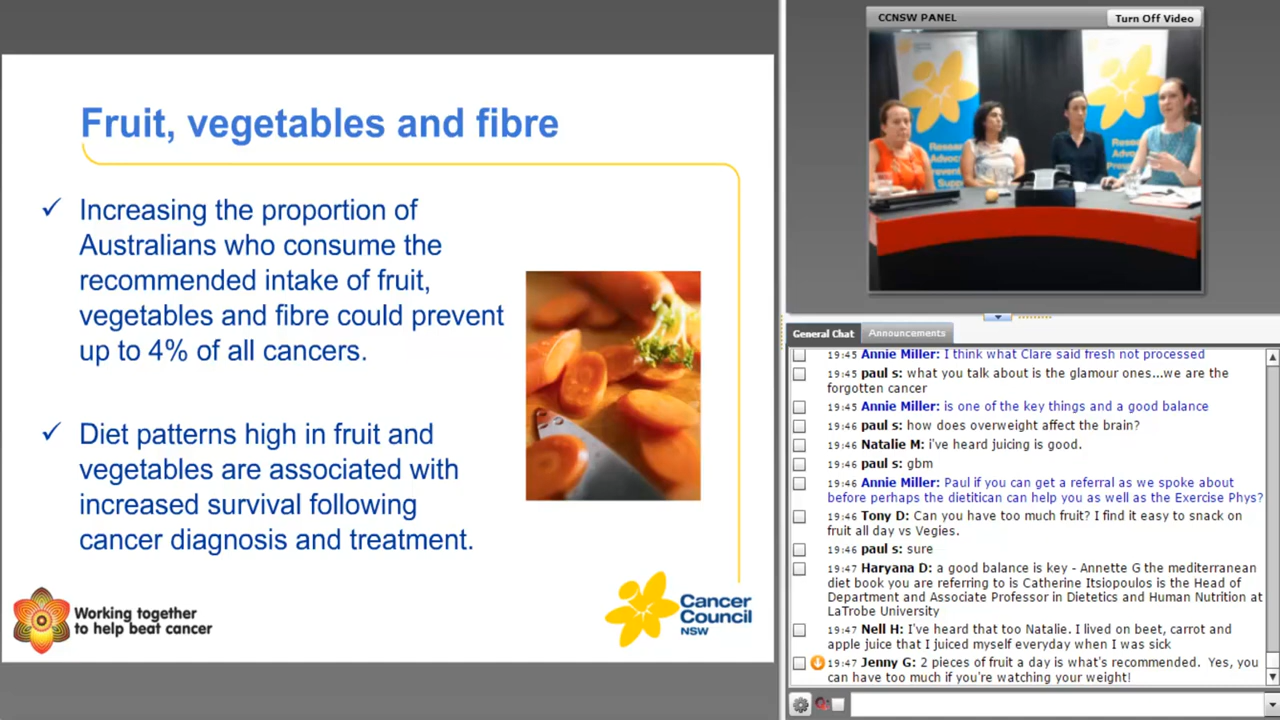 Fruit, vegetables and fibre
✓ Increasing the proportion of
Australians who consume the
recommended intake of fruit,
vegetables and fibre could prevent
up to 4% of all cancers.
✓ Diet patterns high in fruit and
vegetables are associated with
increased survival following
cancer diagnosis and treatment.
Working together
to help beat cancer
Cancer
Council
NSW
CCNSW PANEL
Turn Off Video
General Chat
Announcements
19:45 Annie Miller: I think what Clare said fresh not processed
19:45 paul s: what you talk about is the glamour ones...we are the
forgotten cancer
19:46 Annie Miller: is one of the key things and a good balance
19:46 paul s: how does overweight affect the brain?
19:46 Natalie M: i've heard juicing is good.
19:46 paul s: gbm
19:46 Annie Miller: Paul if you can get a referral as we spoke about
before perhaps the dietitican can help you as well as the Exercise Phys?
19:46 Tony D: Can you have too much fruit? I find it easy to snack on
fruit all day vs Vegies.
19:46 paul s: sure
19:47 Haryana D: a good balance is key - Annette G the mediterranean
diet book you are referring to is Catherine Itsiopoulos is the Head of
Department and Associate Professor in Dietetics and Human Nutrition at
LaTrobe University
19:47 Nell H: I've heard that too Natalie. I lived on beet, carrot and
apple juice that I juiced myself everyday when I was sick
19:47 Jenny G: 2 pieces of fruit a day is what's recommended. Yes, you
can have too much if you're watching your weight!